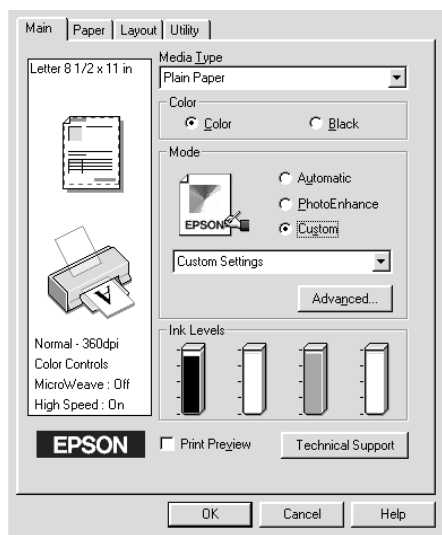 Main Paper Layout Utility
Letter 8 1/2 x 11 in
Media Type
Plain Paper
Color
Color Black
Mode
EPSON
Automatic
PhotoEnhance
Custom
Custom Settings
Advanced...
A
Normal - 360dpi
Color Controls
MicroWeave : Off
High Speed : On
Ink Levels
EPSON
Print Preview
Technical Support
OK Cancel Help